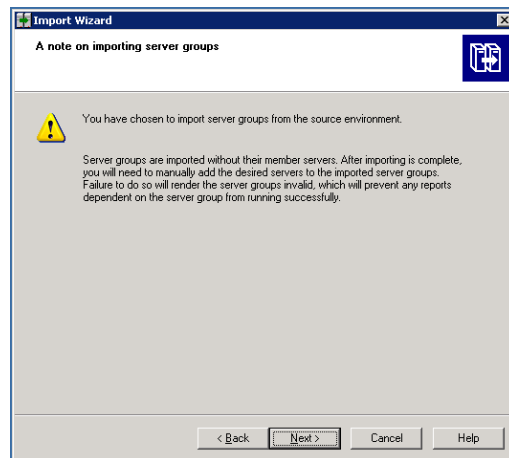 Import Wizard
A note on importing server groups
You have chosen to import server groups from the source environment.
Server groups are imported without their member servers. After importing is complete,
you will need to manually add the desired servers to the imported server groups.
Failure to do so will render the server groups invalid, which will prevent any reports
dependent on the server group from running successfully.
< Back Next > Cancel Help